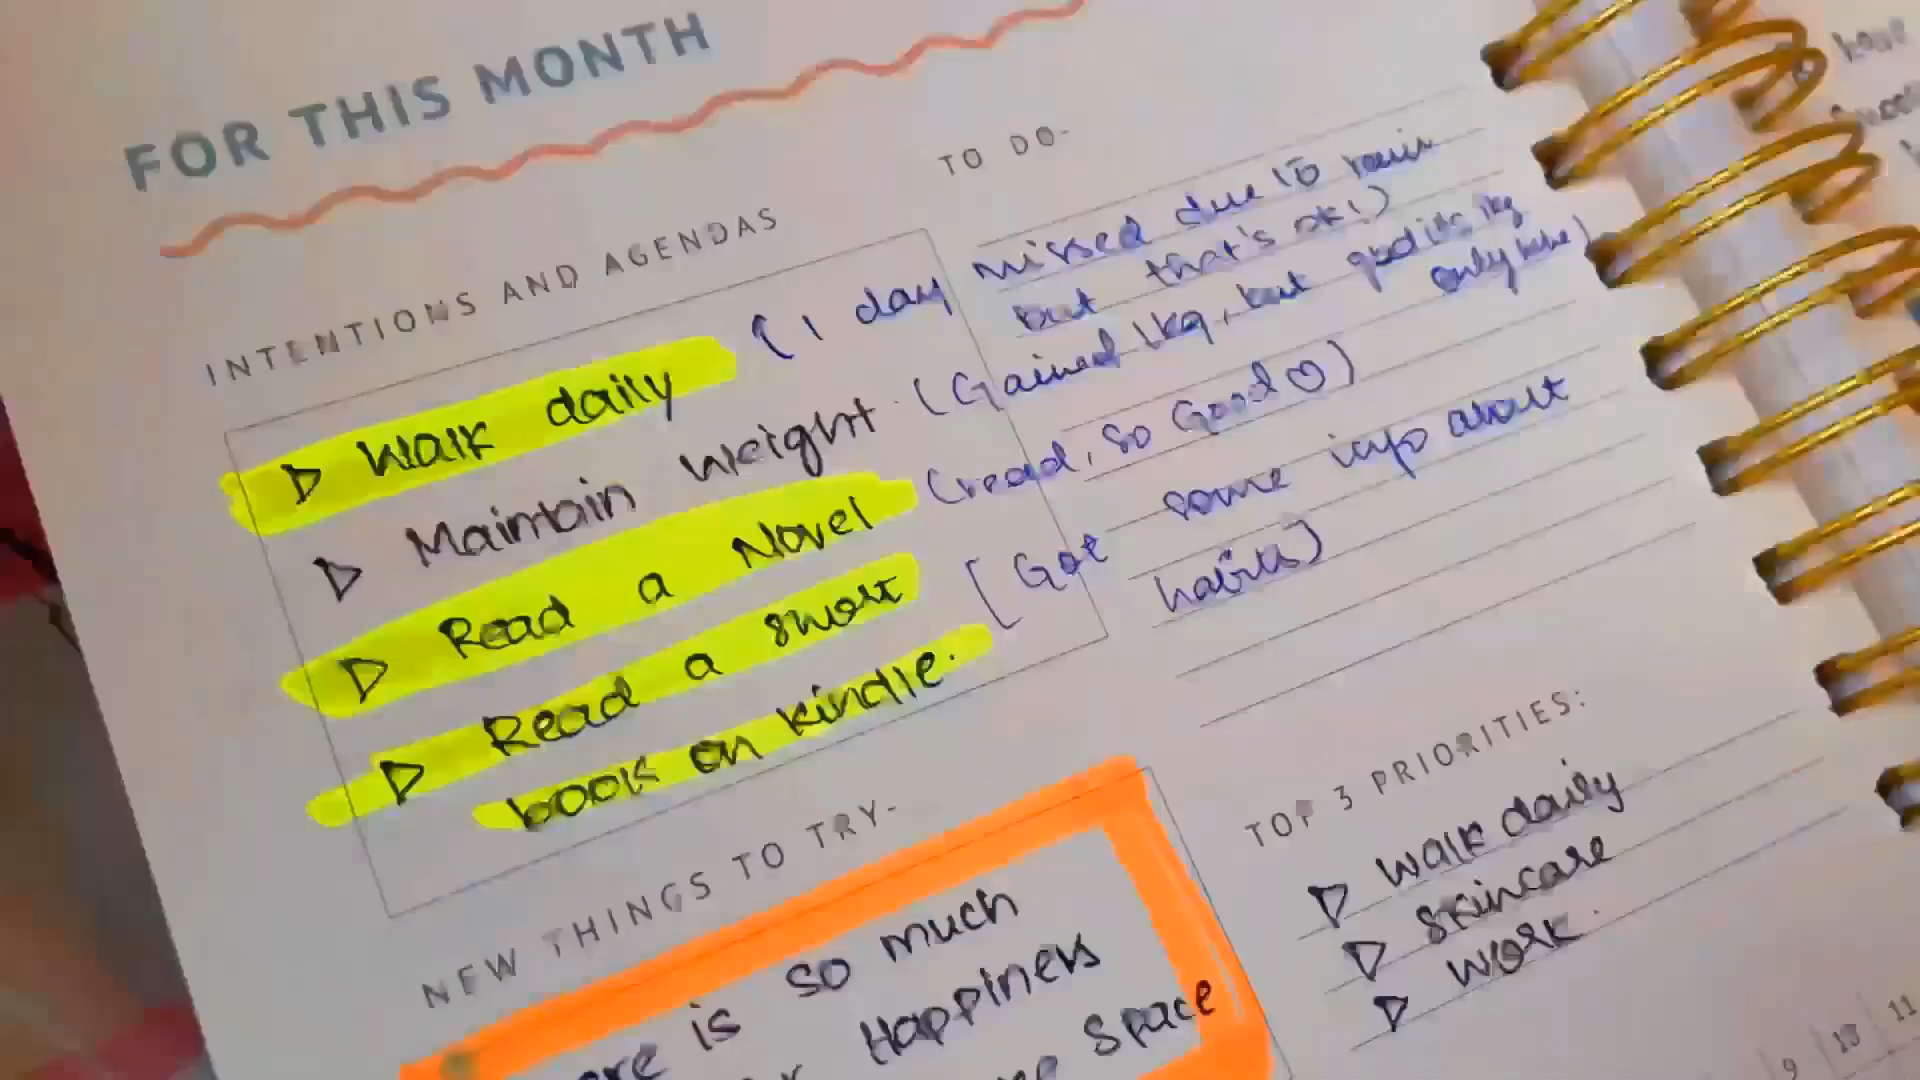 FOR THIS MONTH
INTENTIONS AND AGENDAS
▷ Walk daily (1 day
▷ Maintain weight. (Gained 1kg, but
▷ Read a Novel (read, so Good ♡)
▷ Read a short [Got some info about
book on kindle. habits)
TO DO-
missed due to rain
but that's ok!)
only
NEW THINGS TO TRY-
is so much
Happiness
space
TOP 3 PRIORITIES:
▷ walk daily
▷ skincare
▷ work.
9 10 11